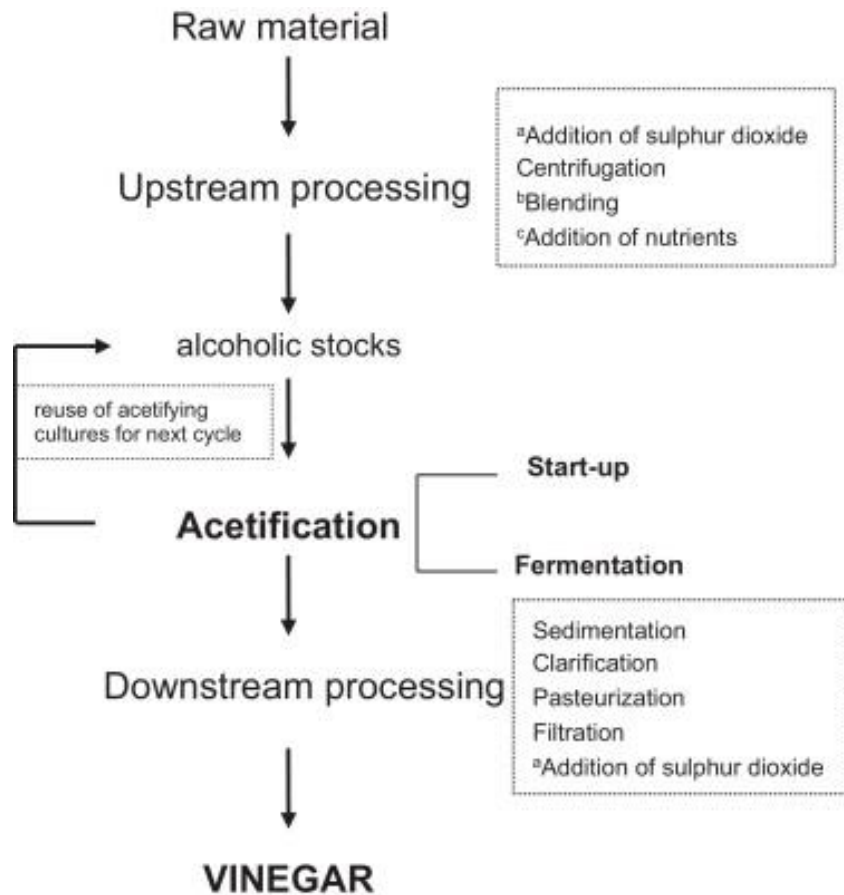 Raw material
Upstream processing
ᵃAddition of sulphur dioxide
Centrifugation
ᵇBlending
ᶜAddition of nutrients
alcoholic stocks
reuse of acetifying
cultures for next cycle
Acetification
Start-up
Fermentation
Downstream processing
Sedimentation
Clarification
Pasteurization
Filtration
ᵃAddition of sulphur dioxide
VINEGAR